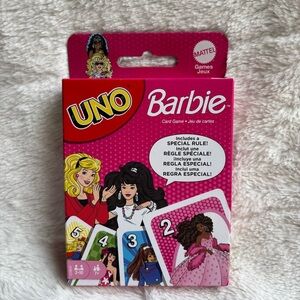 MATTEL
Games
Jeux
UNO
Barbie™
Card Game • Jeu de cartes
Includes a
SPECIAL RULE!
Inclut une
RÈGLE SPÉCIALE!
Incluye una
REGLA ESPECIAL!
Inclui uma
REGRA ESPECIAL!
5
4
3
2